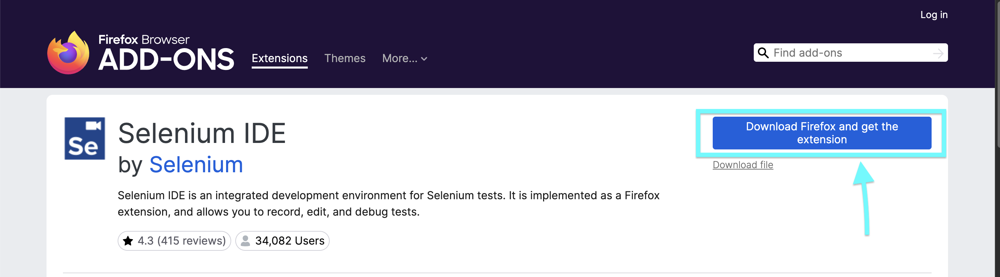 Log in
Firefox Browser
ADD-ONS
Extensions
Themes
More...
Find add-ons
Se
Selenium IDE
by Selenium
Download Firefox and get the
extension
Download file
Selenium IDE is an integrated development environment for Selenium tests. It is implemented as a Firefox
extension, and allows you to record, edit, and debug tests.
4.3 (415 reviews)
34,082 Users